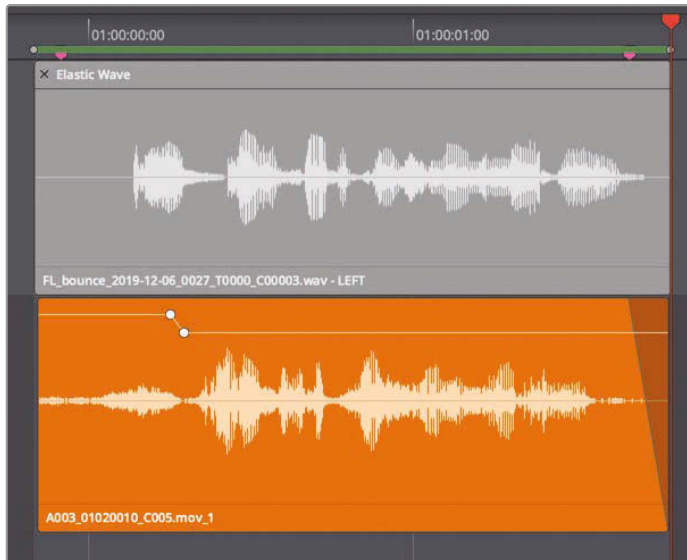 01:00:00:00
01:00:01:00
Elastic Wave
FL_bounce_2019-12-06_0027_T0000_C00003.wav - LEFT
A003_01020010_C005.mov_1